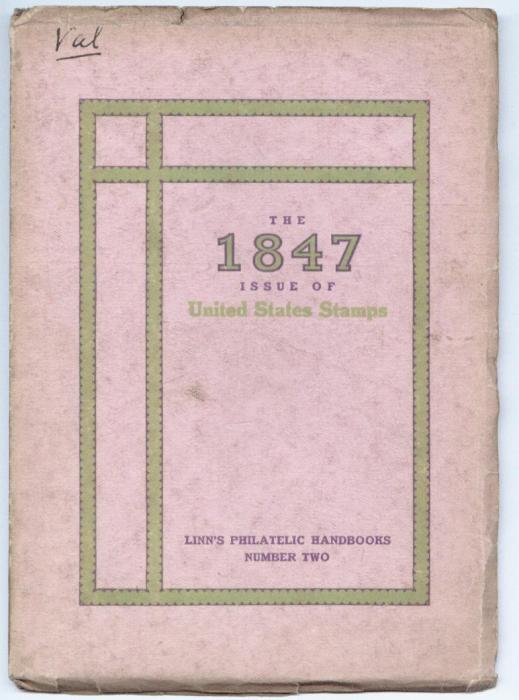 Val
THE
1847
ISSUE OF
United States Stamps
LINN'S PHILATELIC HANDBOOKS
NUMBER TWO